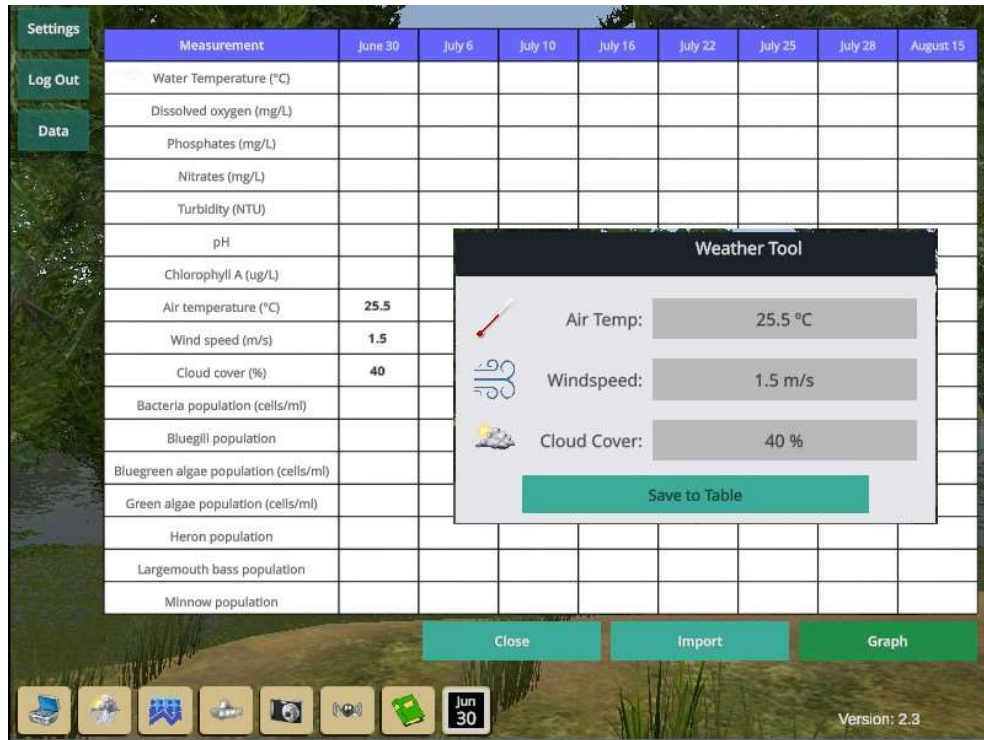 Settings
Log Out
Data
Measurement June 30 July 6 July 10 July 16 July 22 July 25 July 28 August 15
Water Temperature (°C)
Dissolved oxygen (mg/L)
Phosphates (mg/L)
Nitrates (mg/L)
Turbidity (NTU)
pH
Chlorophyll A (ug/L)
Air temperature (°C) 25.5
Wind speed (m/s) 1.5
Cloud cover (%) 40
Bacteria population (cells/ml)
Bluegill population
Bluegreen algae population (cells/ml)
Green algae population (cells/ml)
Heron population
Largemouth bass population
Minnow population
Weather Tool
Air Temp: 25.5 °C
Windspeed: 1.5 m/s
Cloud Cover: 40 %
Save to Table
Close Import Graph
Jun
30
Version: 2.3